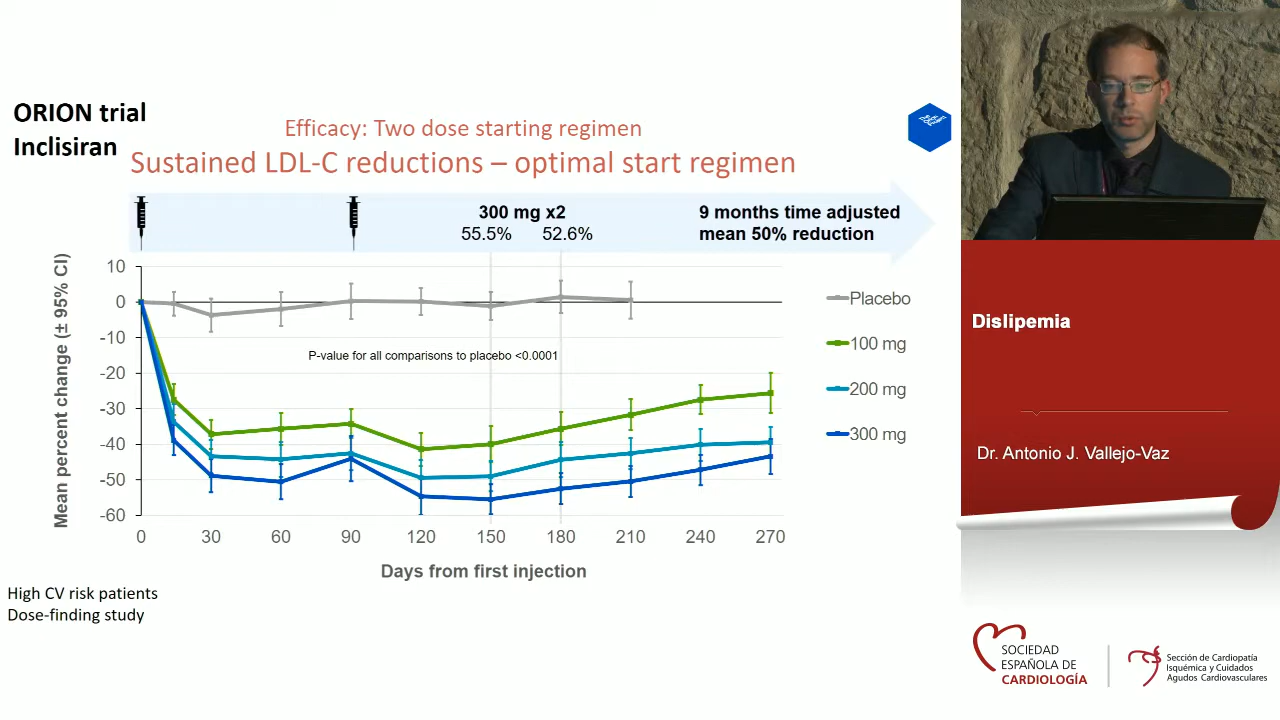 ORION trial
Inclisiran
Efficacy: Two dose starting regimen
Sustained LDL-C reductions – optimal start regimen
The Orion Project
300 mg x2
55.5% 52.6%
9 months time adjusted
mean 50% reduction
Mean percent change (± 95% CI)
10
0
-10
-20
-30
-40
-50
-60
P-value for all comparisons to placebo <0.0001
Placebo
100 mg
200 mg
300 mg
0 30 60 90 120 150 180 210 240 270
Days from first injection
High CV risk patients
Dose-finding study
Dislipemia
Dr. Antonio J. Vallejo-Vaz
SOCIEDAD
ESPAÑOLA DE
CARDIOLOGÍA
Sección de Cardiopatía
Isquémica y Cuidados
Agudos Cardiovasculares